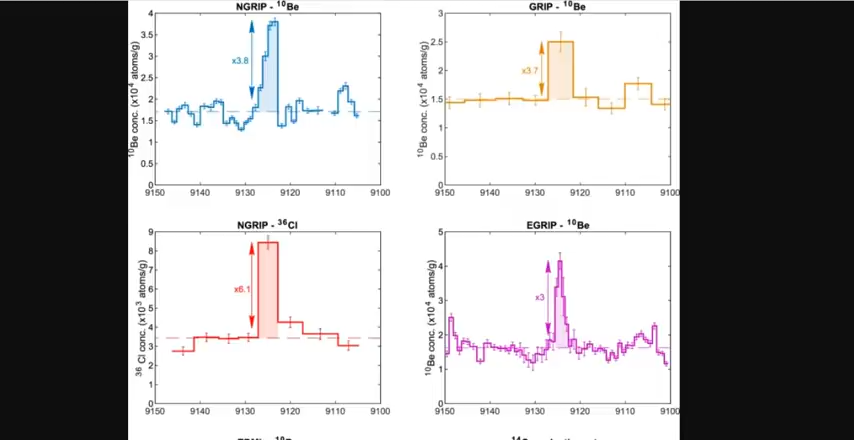 NGRIP - ¹⁰Be
¹⁰Be conc. (x10⁴ atoms/g)
4
3.5
3
2.5
2
1.5
1
0.5
0
x3.8
9150 9140 9130 9120 9110 9100
GRIP - ¹⁰Be
¹⁰Be conc. (x10⁴ atoms/g)
3
2.5
2
1.5
1
0.5
0
x3.7
9150 9140 9130 9120 9110 9100
NGRIP - ³⁶Cl
³⁶Cl conc. (x10³ atoms/g)
9
8
7
6
5
4
3
2
1
0
x6.1
9150 9140 9130 9120 9110 9100
EGRIP - ¹⁰Be
¹⁰Be conc. (x10⁴ atoms/g)
5
4
3
2
1
0
x3
9150 9140 9130 9120 9110 9100